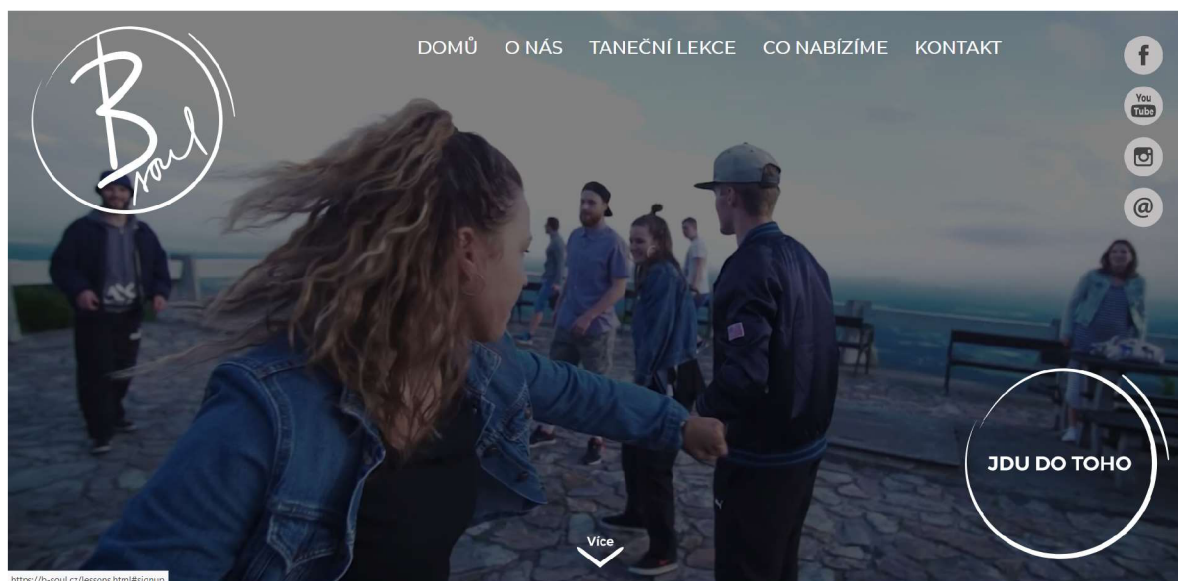 B
soul
DOMŮ O NÁS TANEČNÍ LEKCE CO NABÍZÍME KONTAKT
f
You
Tube
@
JDU DO TOHO
Více
https://b-soul.cz/lessons.html#signup